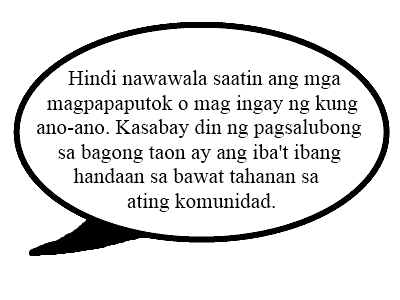 Hindi nawawala saatin ang mga
magpapaputok o mag ingay ng kung
ano-ano. Kasabay din ng pagsalubong
sa bagong taon ay ang iba't ibang
handaan sa bawat tahanan sa
ating komunidad.